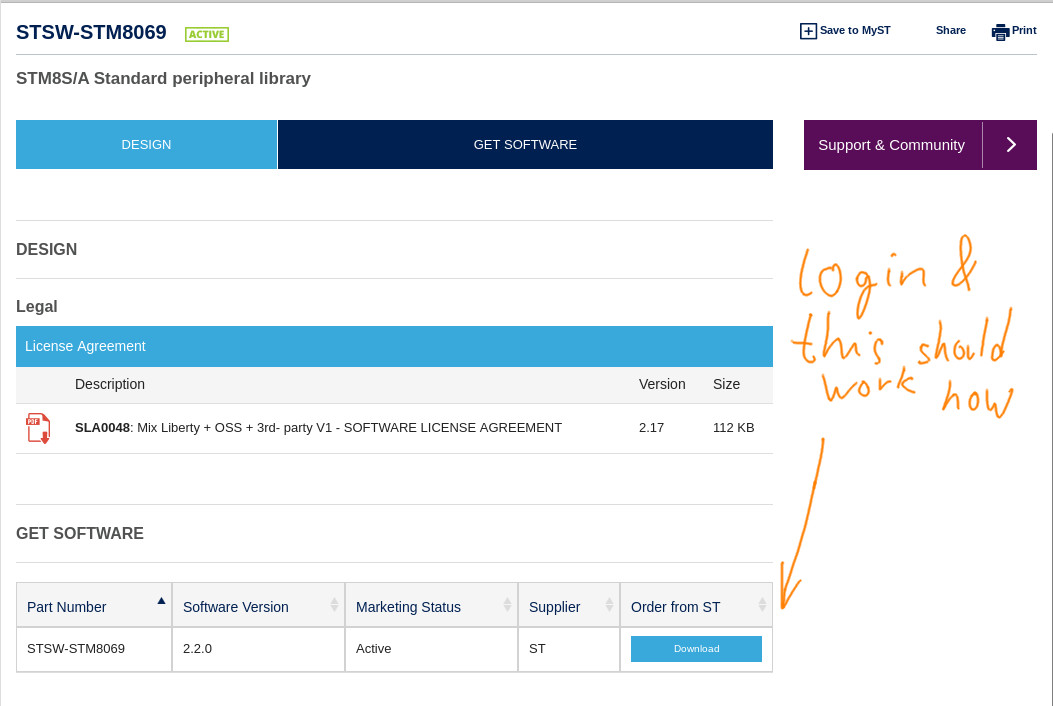 STSW-STM8069 ACTIVE Save to MyST Share Print
STM8S/A Standard peripheral library
DESIGN GET SOFTWARE Support & Community
DESIGN
Legal
License Agreement
Description Version Size
PDF SLA0048: Mix Liberty + OSS + 3rd- party V1 - SOFTWARE LICENSE AGREEMENT 2.17 112 KB
login &
this should
work now
GET SOFTWARE
Part Number Software Version Marketing Status Supplier Order from ST
STSW-STM8069 2.2.0 Active ST Download